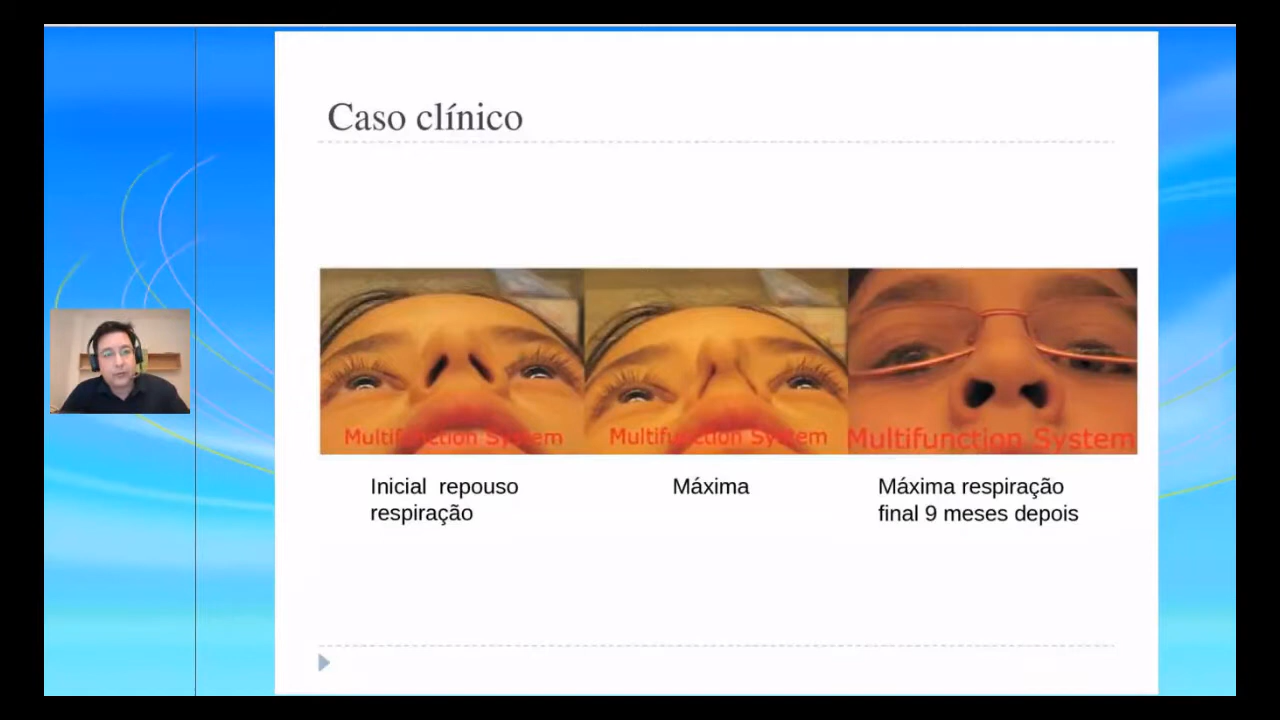 Caso clínico
Multifunction System
Multifunction System
Multifunction System
Inicial repouso
respiração
Máxima
Máxima respiração
final 9 meses depois